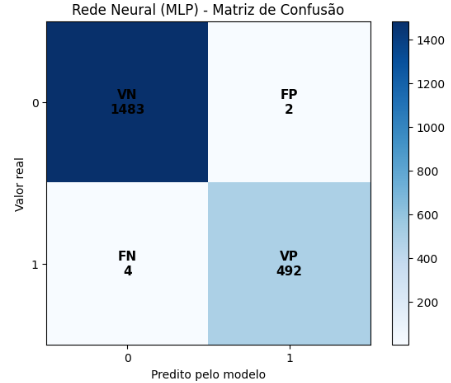 Rede Neural (MLP) - Matriz de Confusão
VN
1483
FP
2
FN
4
VP
492
0
1
Valor real
0
1
Predito pelo modelo
1400
1200
1000
800
600
400
200